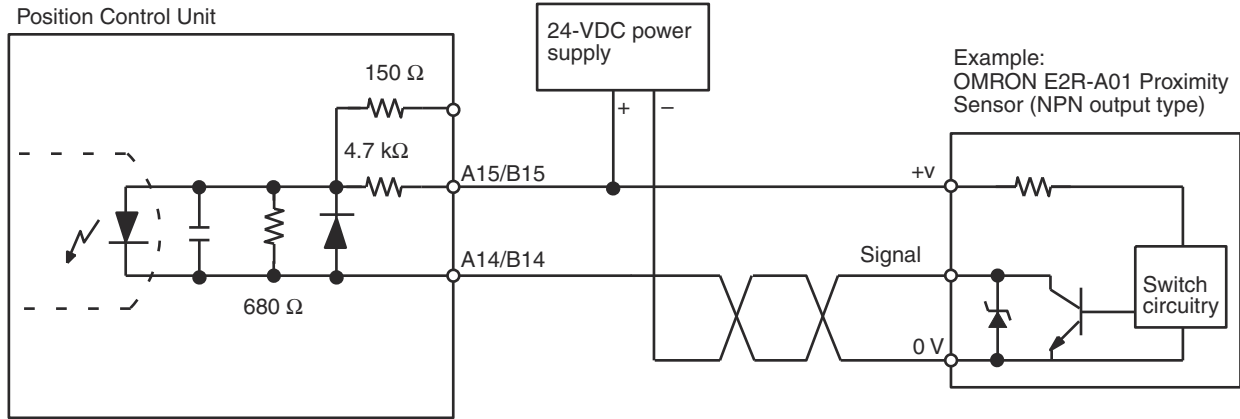 Position Control Unit
24-VDC power
supply
+
−
Example:
OMRON E2R-A01 Proximity
Sensor (NPN output type)
150 Ω
4.7 kΩ
A15/B15
+v
A14/B14
Signal
680 Ω
0 V
Switch
circuitry